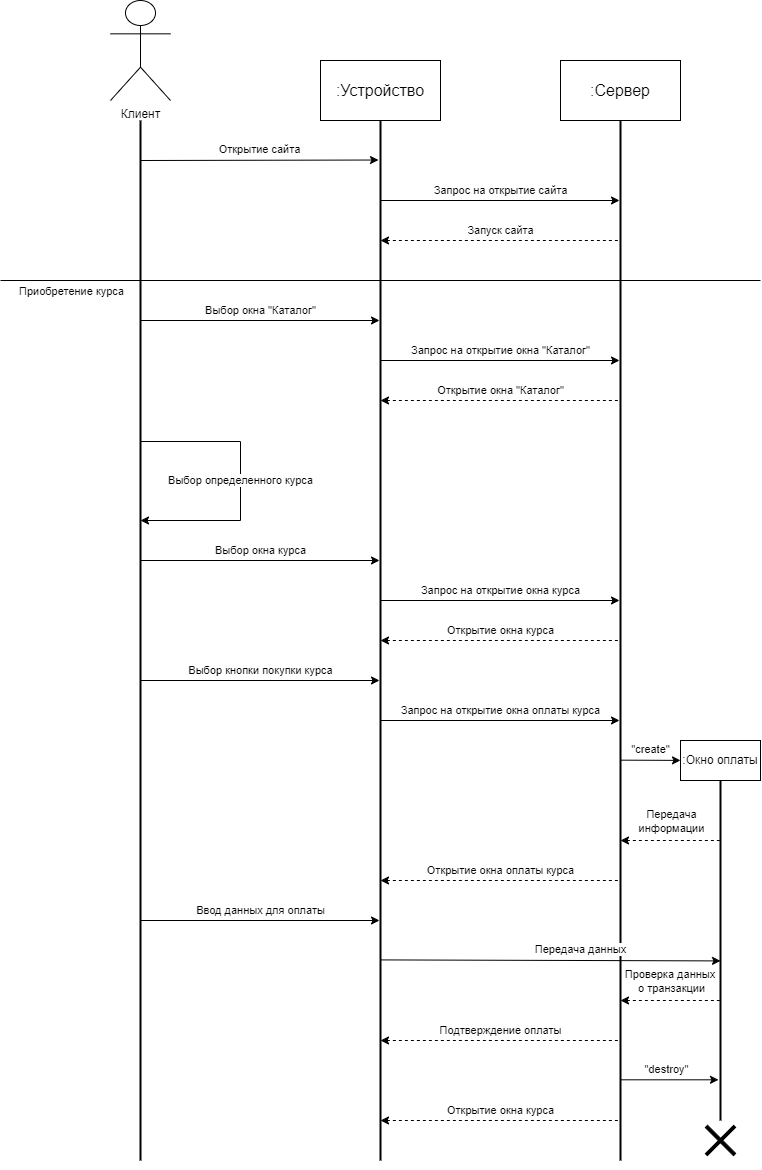 Клиент
:Устройство
:Сервер
Открытие сайта
Запрос на открытие сайта
Запуск сайта
Приобретение курса
Выбор окна "Каталог"
Запрос на открытие окна "Каталог"
Открытие окна "Каталог"
Выбор определенного курса
Выбор окна курса
Запрос на открытие окна курса
Открытие окна курса
Выбор кнопки покупки курса
Запрос на открытие окна оплаты курса
"create"
:Окно оплаты
Передача
информации
Открытие окна оплаты курса
Ввод данных для оплаты
Передача данных
Проверка данных
о транзакции
Подтверждение оплаты
"destroy"
Открытие окна курса